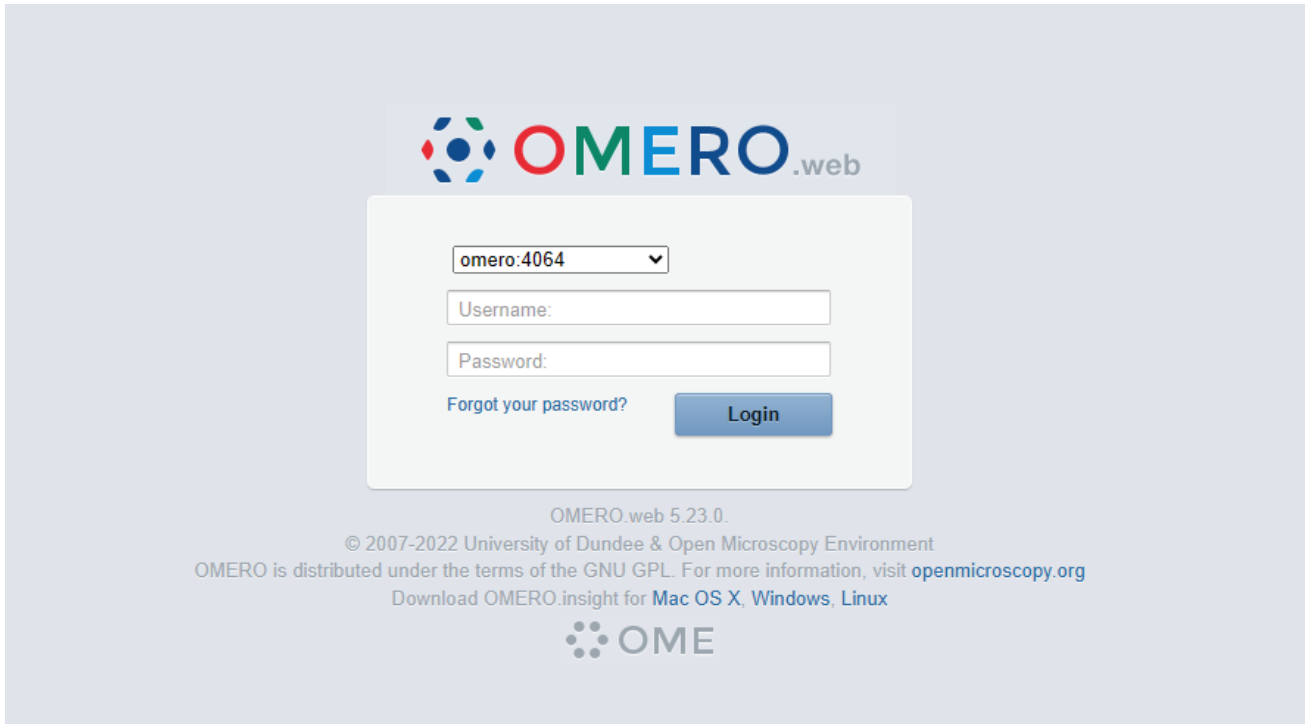 OMERO.web
omero:4064
Username:
Password:
Forgot your password? Login
OMERO.web 5.23.0.
© 2007-2022 University of Dundee & Open Microscopy Environment
OMERO is distributed under the terms of the GNU GPL. For more information, visit openmicroscopy.org
Download OMERO.insight for Mac OS X, Windows, Linux
OME